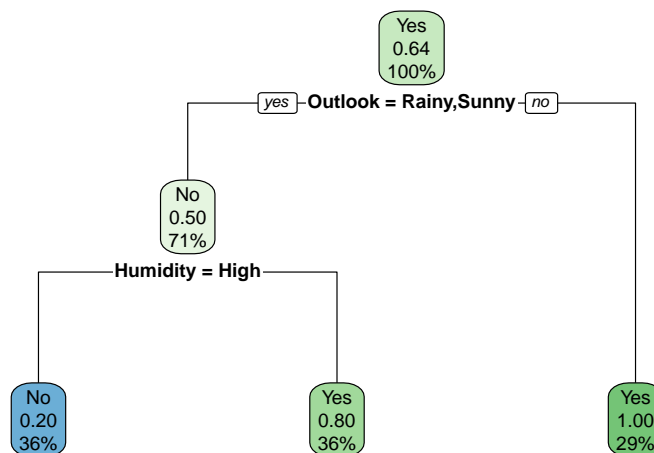 Yes
0.64
100%
yes Outlook = Rainy,Sunny no
No
0.50
71%
Humidity = High
No
0.20
36%
Yes
0.80
36%
Yes
1.00
29%